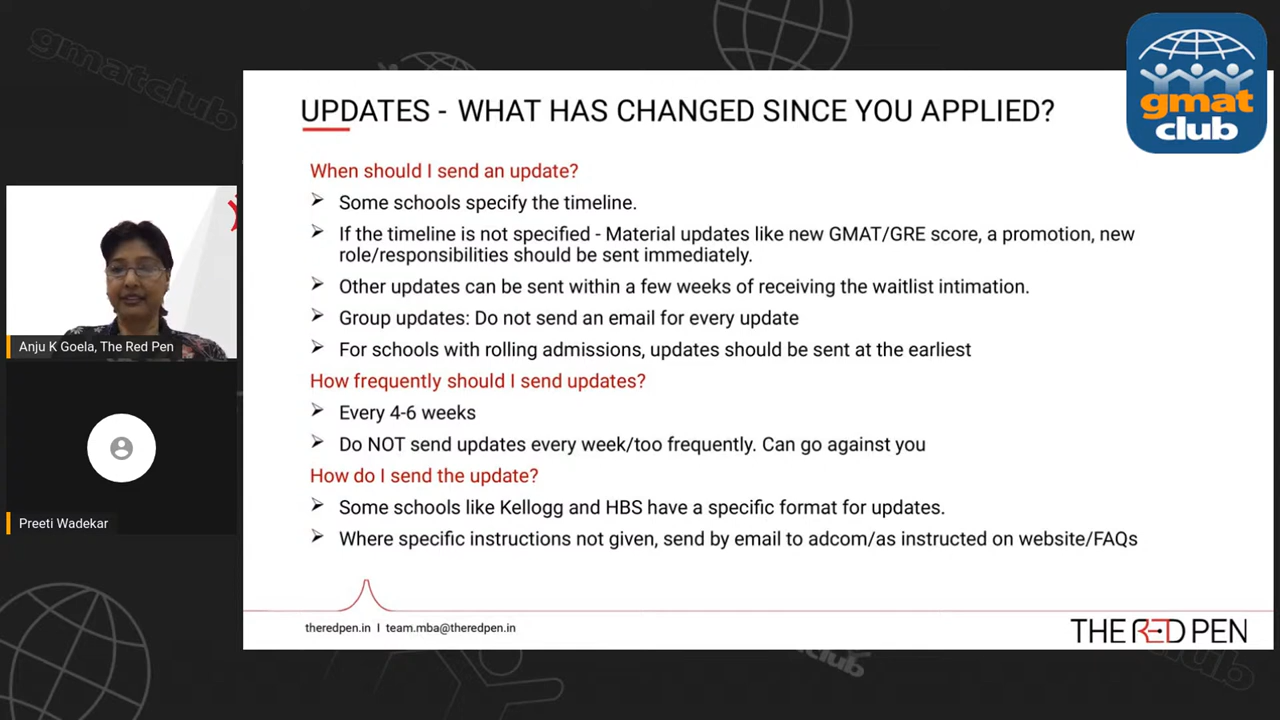 gmat club
UPDATES - WHAT HAS CHANGED SINCE YOU APPLIED?
When should I send an update?
Some schools specify the timeline.
If the timeline is not specified - Material updates like new GMAT/GRE score, a promotion, new
role/responsibilities should be sent immediately.
Other updates can be sent within a few weeks of receiving the waitlist intimation.
Group updates: Do not send an email for every update
For schools with rolling admissions, updates should be sent at the earliest
How frequently should I send updates?
Every 4-6 weeks
Do NOT send updates every week/too frequently. Can go against you
How do I send the update?
Some schools like Kellogg and HBS have a specific format for updates.
Where specific instructions not given, send by email to adcom/as instructed on website/FAQs
theredpen.in I team.mba@theredpen.in
THE RED PEN
Anju K Goela, The Red Pen
Preeti Wadekar
gmatclub
gmat
club
club